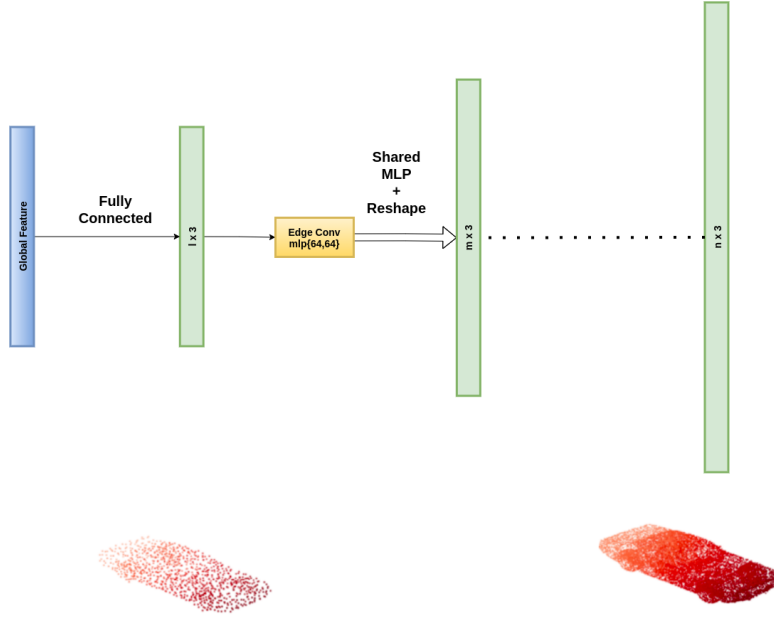 Global Feature
Fully
Connected
l x 3
Edge Conv
mlp{64,64}
Shared
MLP
+
Reshape
m x 3
n x 3